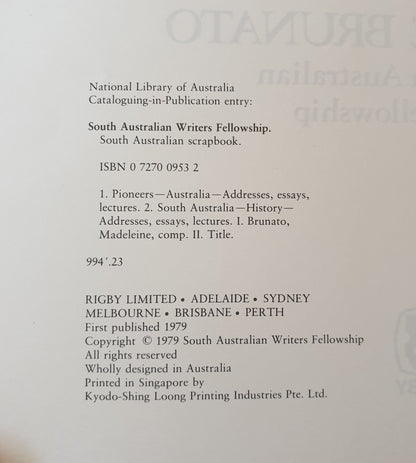 National Library of Australia
Cataloguing-in-Publication entry:
South Australian Writers Fellowship.
South Australian scrapbook.
ISBN 0 7270 0953 2
1. Pioneers—Australia—Addresses, essays,
lectures. 2. South Australia—History—
Addresses, essays, lectures. I. Brunato,
Madeleine, comp. II. Title.
994'.23
RIGBY LIMITED • ADELAIDE • SYDNEY
MELBOURNE • BRISBANE • PERTH
First published 1979
Copyright © 1979 South Australian Writers Fellowship
All rights reserved
Wholly designed in Australia
Printed in Singapore by
Kyodo-Shing Loong Printing Industries Pte. Ltd.